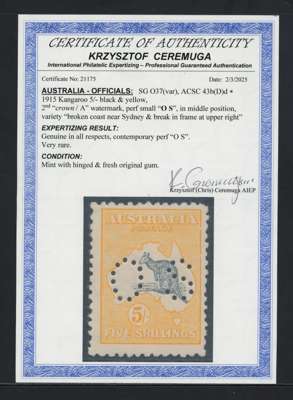 CERTIFICATE OF AUTHENTICITY
KRZYSZTOF CEREMUGA
International Philatelic Expertizing – Professional Guaranteed Authentication
Certificate No: 21175 Date: 2/3/2025
AUSTRALIA - OFFICIALS: SG O37(var), ACSC 43h(D)d *
1915 Kangaroo 5/- black & yellow,
2nd "crown / A" watermark, perf small "O S", in middle position,
variety "broken coast near Sydney & break in frame at upper right"
EXPERTIZING RESULT:
Genuine in all respects, contemporary perf "O S".
Very rare.
CONDITION:
Mint with hinged & fresh original gum.
Krzysztof (Chris) Ceremuga AIEP
AUSTRALIA
POSTAGE
5/-
FIVE SHILLINGS